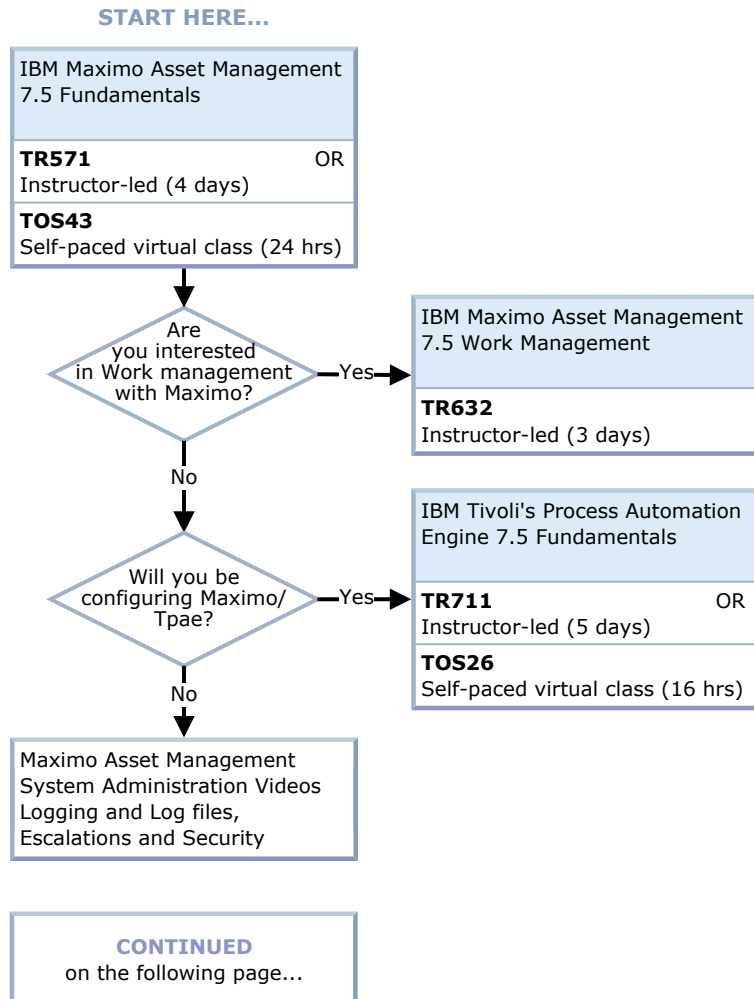 START HERE...
IBM Maximo Asset Management
7.5 Fundamentals
TR571 OR
Instructor-led (4 days)
TOS43
Self-paced virtual class (24 hrs)
Are
you interested
in Work management
with Maximo?
Yes
IBM Maximo Asset Management
7.5 Work Management
TR632
Instructor-led (3 days)
No
Will you be
configuring Maximo/
Tpae?
Yes
IBM Tivoli's Process Automation
Engine 7.5 Fundamentals
TR711 OR
Instructor-led (5 days)
TOS26
Self-paced virtual class (16 hrs)
No
Maximo Asset Management
System Administration Videos
Logging and Log files,
Escalations and Security
CONTINUED
on the following page...